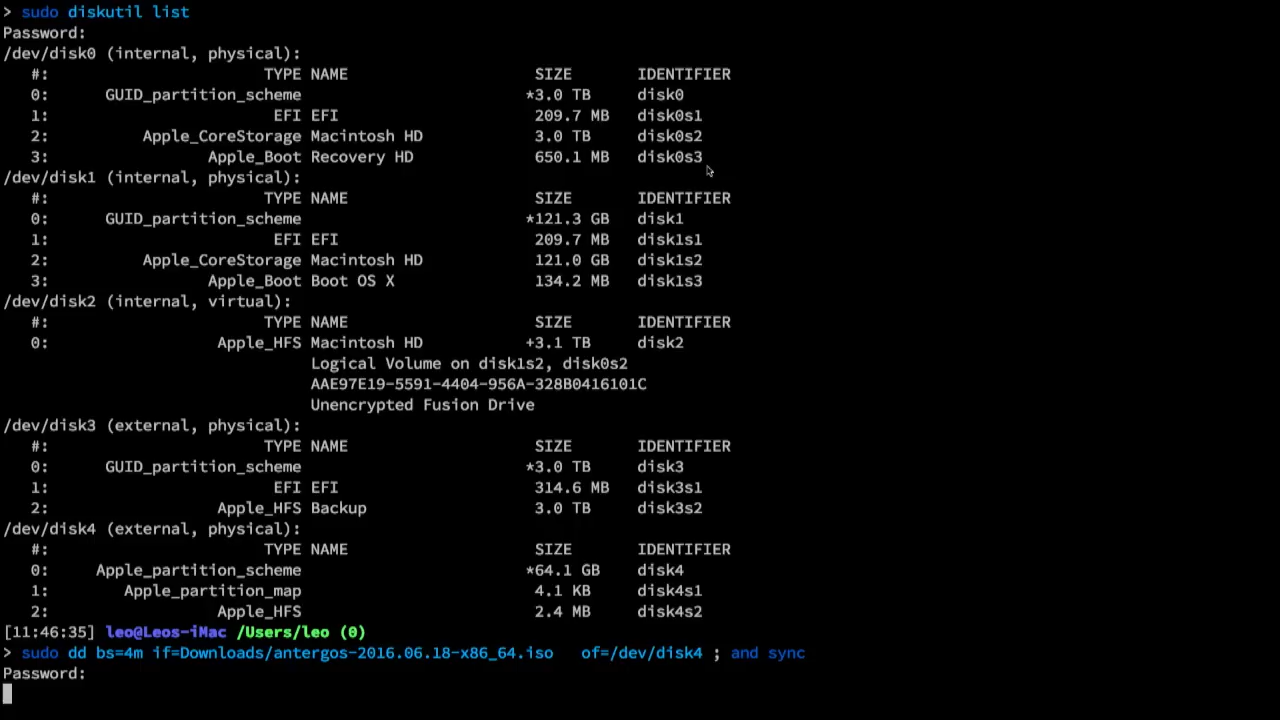 > sudo diskutil list
Password:
/dev/disk0 (internal, physical):
#: TYPE NAME SIZE IDENTIFIER
0: GUID_partition_scheme *3.0 TB disk0
1: EFI EFI 209.7 MB disk0s1
2: Apple_CoreStorage Macintosh HD 3.0 TB disk0s2
3: Apple_Boot Recovery HD 650.1 MB disk0s3
/dev/disk1 (internal, physical):
#: TYPE NAME SIZE IDENTIFIER
0: GUID_partition_scheme *121.3 GB disk1
1: EFI EFI 209.7 MB disk1s1
2: Apple_CoreStorage Macintosh HD 121.0 GB disk1s2
3: Apple_Boot Boot OS X 134.2 MB disk1s3
/dev/disk2 (internal, virtual):
#: TYPE NAME SIZE IDENTIFIER
0: Apple_HFS Macintosh HD +3.1 TB disk2
Logical Volume on disk1s2, disk0s2
AAE97E19-5591-4404-956A-328B0416101C
Unencrypted Fusion Drive
/dev/disk3 (external, physical):
#: TYPE NAME SIZE IDENTIFIER
0: GUID_partition_scheme *3.0 TB disk3
1: EFI EFI 314.6 MB disk3s1
2: Apple_HFS Backup 3.0 TB disk3s2
/dev/disk4 (external, physical):
#: TYPE NAME SIZE IDENTIFIER
0: Apple_partition_scheme *64.1 GB disk4
1: Apple_partition_map 4.1 KB disk4s1
2: Apple_HFS 2.4 MB disk4s2
[11:46:35] leo@Leos-iMac /Users/leo (0)
> sudo dd bs=4m if=Downloads/antergos-2016.06.18-x86_64.iso of=/dev/disk4 ; and sync
Password: